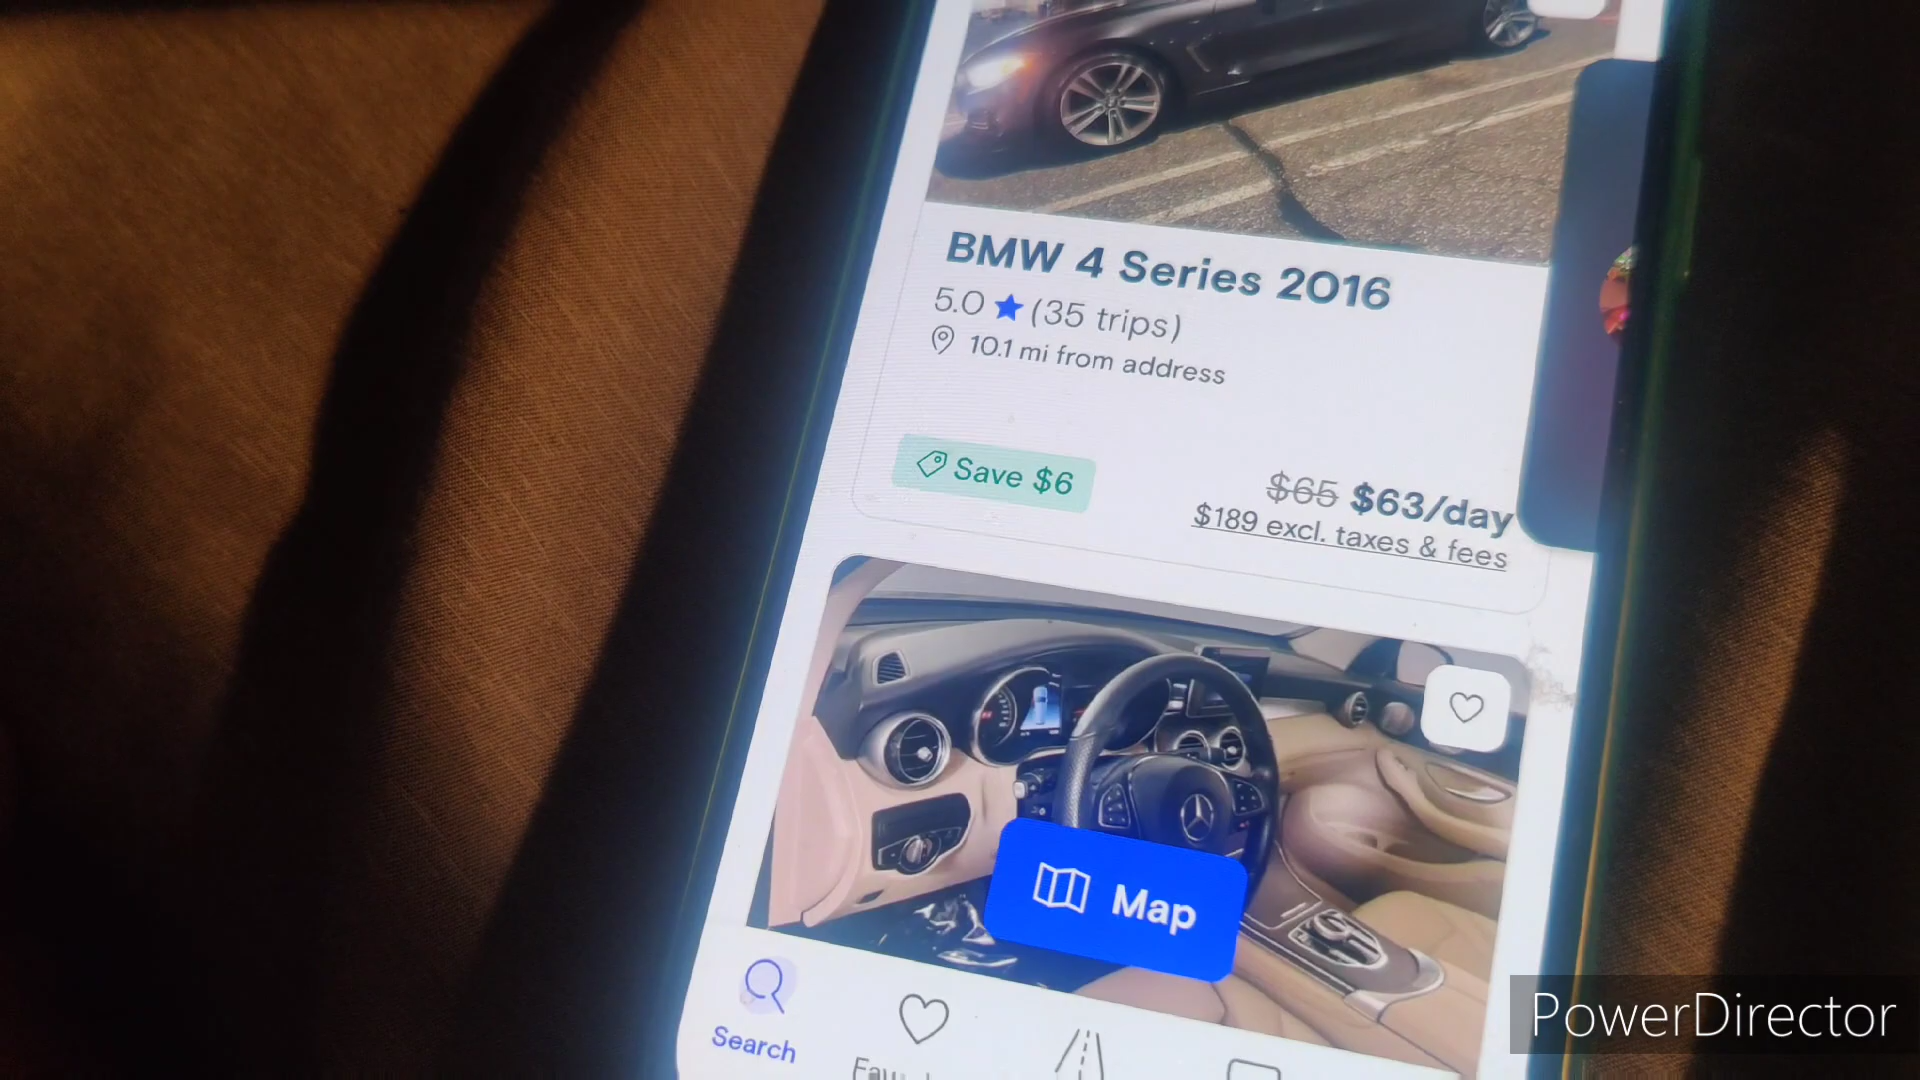 BMW 4 Series 2016
5.0 ★ (35 trips)
10.1 mi from address
Save $6
$65 $63/day
$189 excl. taxes & fees
Map
Search
PowerDirector